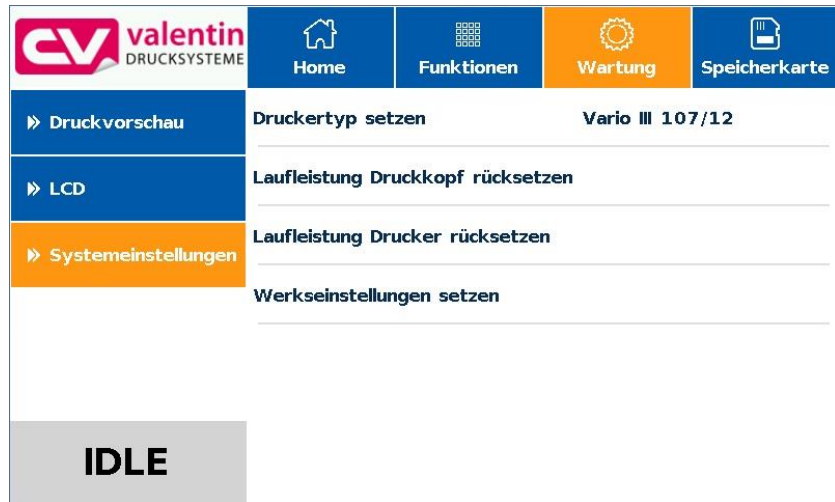 valentin
DRUCKSYSTEME
Home
Funktionen
Wartung
Speicherkarte
Druckvorschau
LCD
Systemeinstellungen
Druckertyp setzen Vario III 107/12
Laufleistung Druckkopf rücksetzen
Laufleistung Drucker rücksetzen
Werkseinstellungen setzen
IDLE